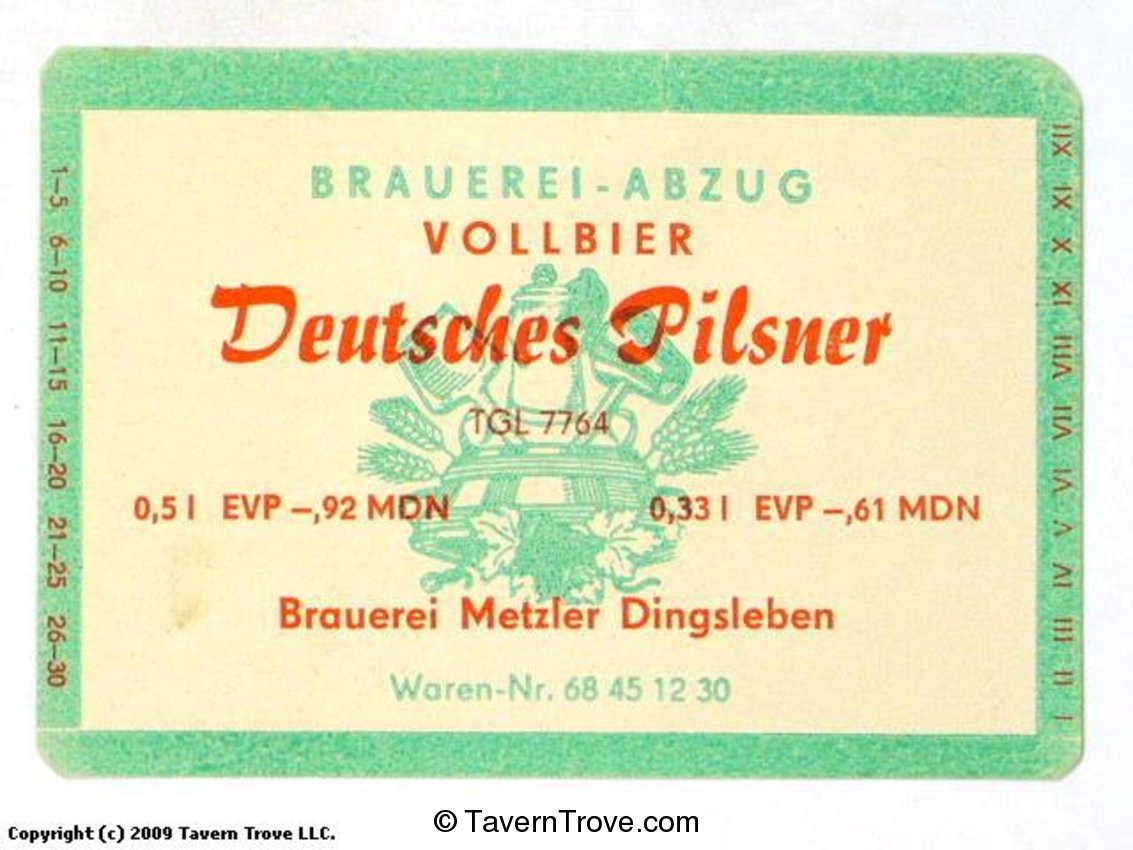 BRAUEREI-ABZUG
VOLLBIER
Deutsches Pilsner
TGL 7764
0,5 l EVP –,92 MDN 0,33 l EVP –,61 MDN
Brauerei Metzler Dingsleben
Waren-Nr. 68 45 12 30
1–5 6–10 11–15 16–20 21–25 26–30
I II III IV V VI VII VIII IX X XI XII
Copyright (c) 2009 Tavern Trove LLC.
© TavernTrove.com